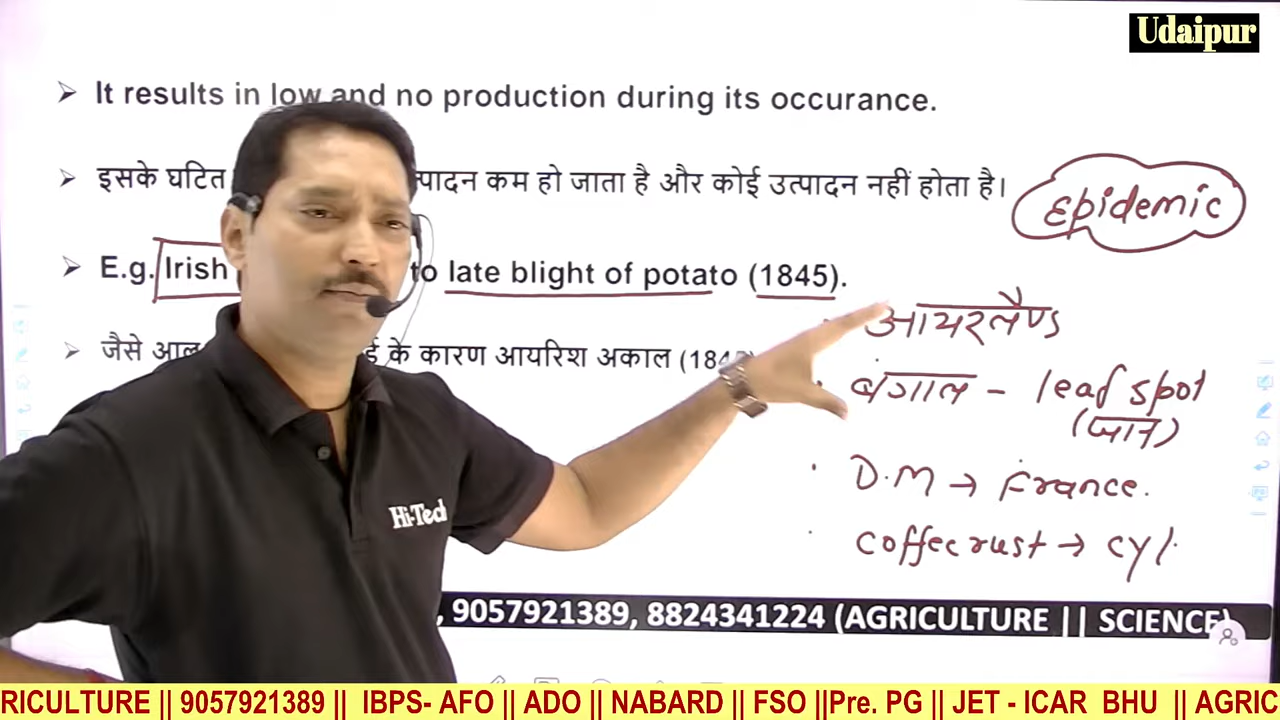 Udaipur
➢ It results in low and no production during its occurance.
➢ इसके घटित त्पादन कम हो जाता है और कोई उत्पादन नहीं होता है।
Epidemic
➢ E.g. Irish to late blight of potato (1845).
आयरलैण्ड
➢ जैसे आलू के कारण आयरिश अकाल (184
बंगाल - leaf spot
(धान)
D.M → France.
coffee rust → cyl.
Hi-Tech
, 9057921389, 8824341224 (AGRICULTURE || SCIENCE)
RICULTURE || 9057921389 || IBPS- AFO || ADO || NABARD || FSO ||Pre. PG || JET - ICAR BHU || AGRIC